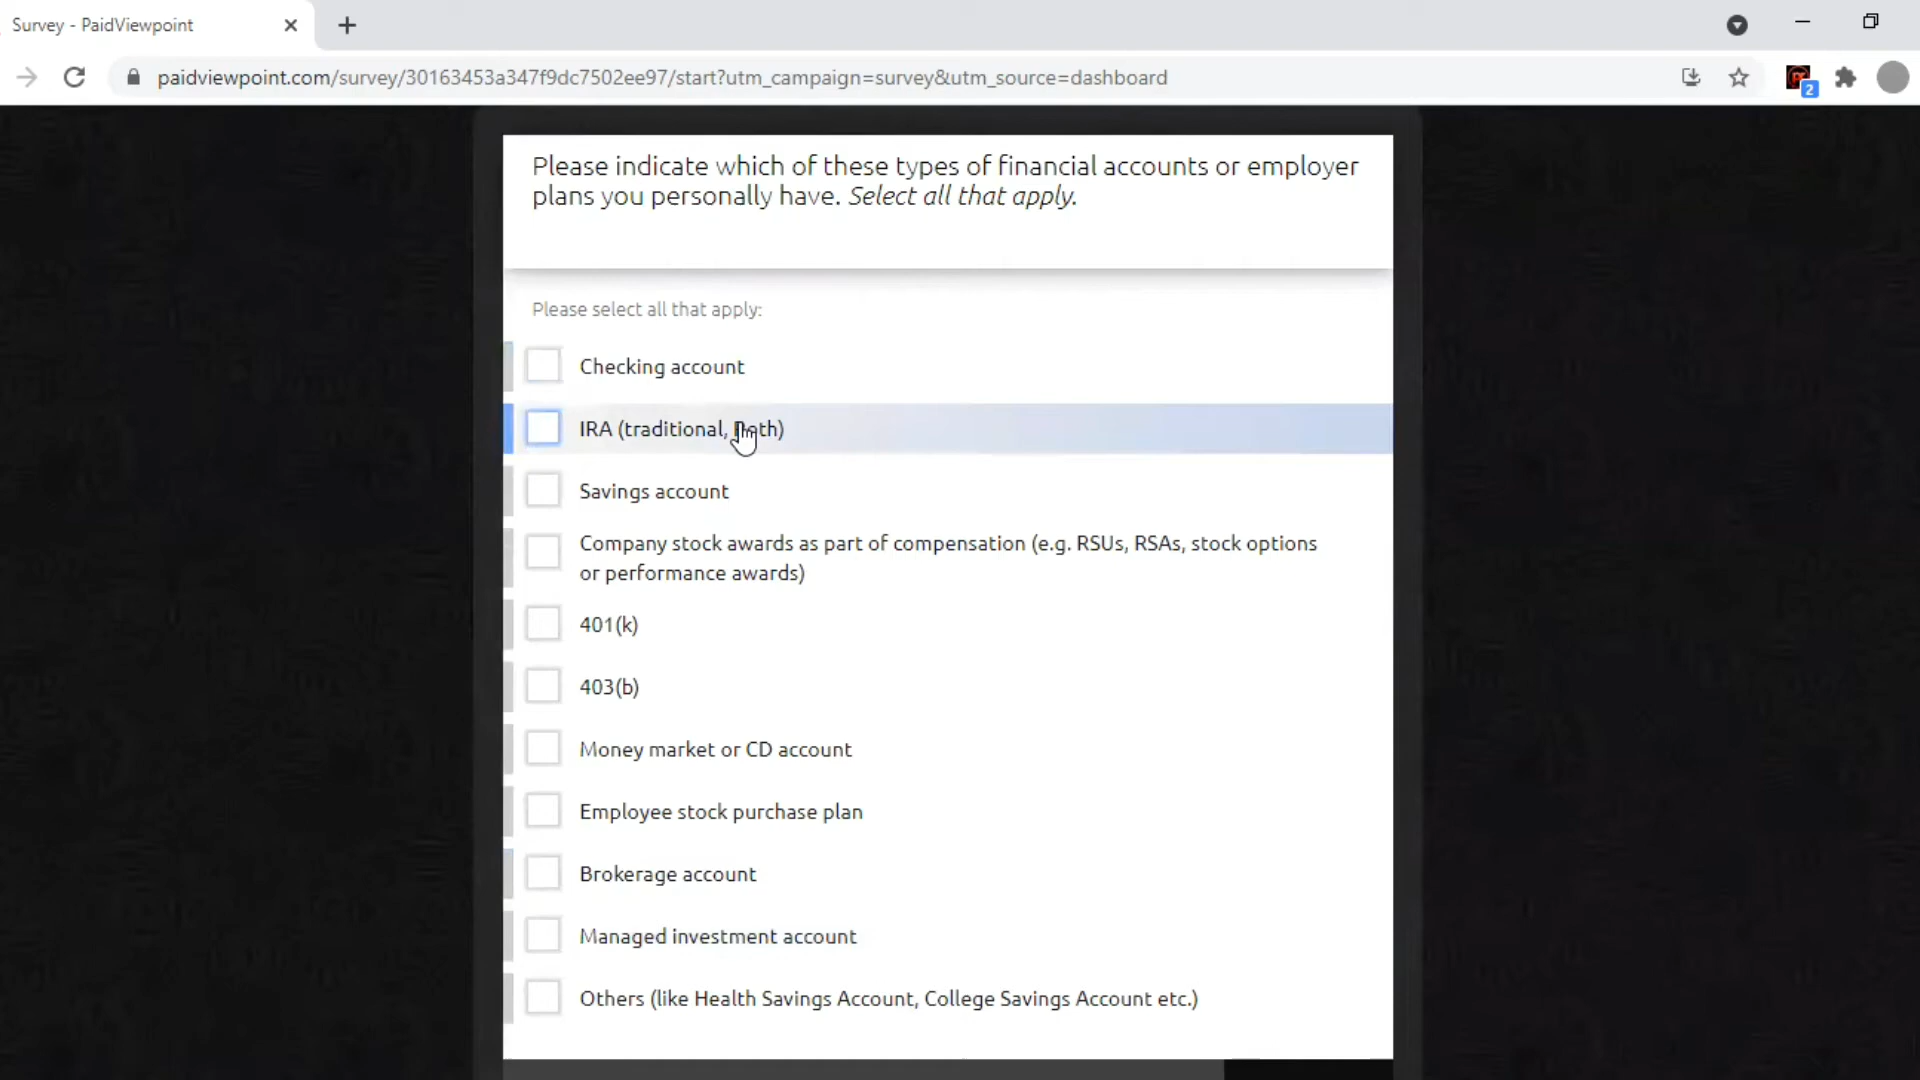 Survey - PaidViewpoint
paidviewpoint.com/survey/30163453a347f9dc7502ee97/start?utm_campaign=survey&utm_source=dashboard
2
Please indicate which of these types of financial accounts or employer
plans you personally have. Select all that apply.
Please select all that apply:
Checking account
IRA (traditional, Roth)
Savings account
Company stock awards as part of compensation (e.g. RSUs, RSAs, stock options
or performance awards)
401(k)
403(b)
Money market or CD account
Employee stock purchase plan
Brokerage account
Managed investment account
Others (like Health Savings Account, College Savings Account etc.)